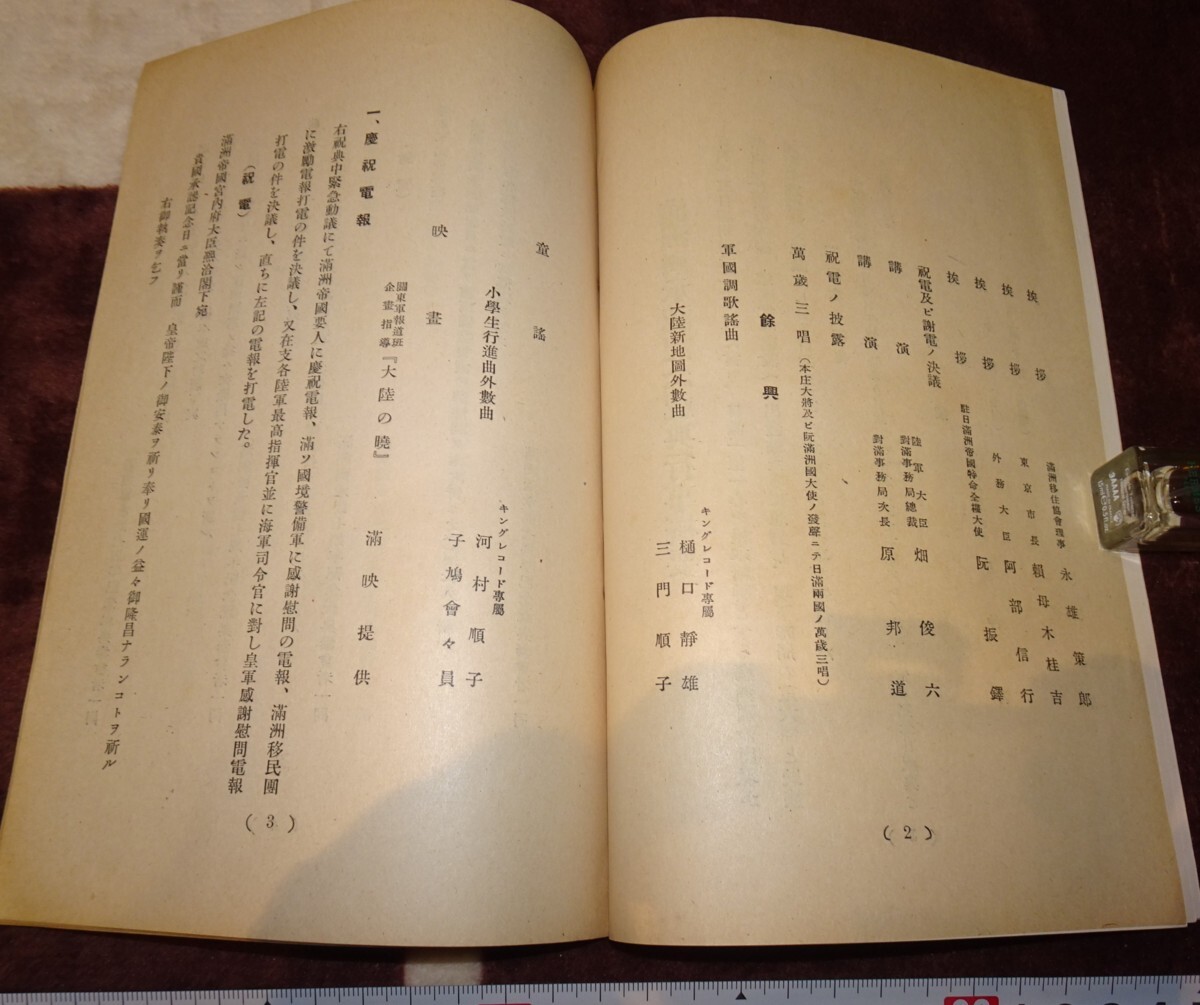 挨拶 滿洲移住協會理事 永雄策郎
挨拶 東京市長 賴母木桂吉
挨拶 外務大臣 阿部信行
挨拶 駐日滿洲帝國特命全權大使 阮振鐸
祝電及ビ謝電ノ決議
講演 陸軍大臣 對滿事務局總裁 畑俊六
講演 對滿事務局次長 原邦道
祝電ノ披露
萬歲三唱(本庄大將及ビ阮滿洲國大使ノ發聲ニテ日滿兩國ノ萬歲三唱)
餘興
軍國調歌謠曲
キングレコード專屬
大陸新地圖外數曲 樋口靜雄
三門順子
(2)
童謠
キングレコード專屬
小學生行進曲外數曲 河村順子
子鳩會々員
映畫
關東軍報道班
企畫指導
『大陸の曉』 滿映提供
一、慶祝電報
右祝典中緊急動議にて滿洲帝國要人に慶祝電報、滿ソ國境警備軍に感謝慰問の電報、滿洲移民團
に激勵電報打電の件を決議し、又在支各陸軍最高指揮官並に海軍司令官に對し皇軍感謝慰問電報
打電の件を決議し、直ちに左記の電報を打電した。
(祝電)
滿洲帝國宮內府大臣熙洽閣下宛
貴國承認記念日ニ當リ謹而 皇帝陛下ノ御安泰ヲ祈リ奉リ國運ノ益々御隆昌ナランコトヲ祈ル
右御執奏ヲ乞フ
(3)